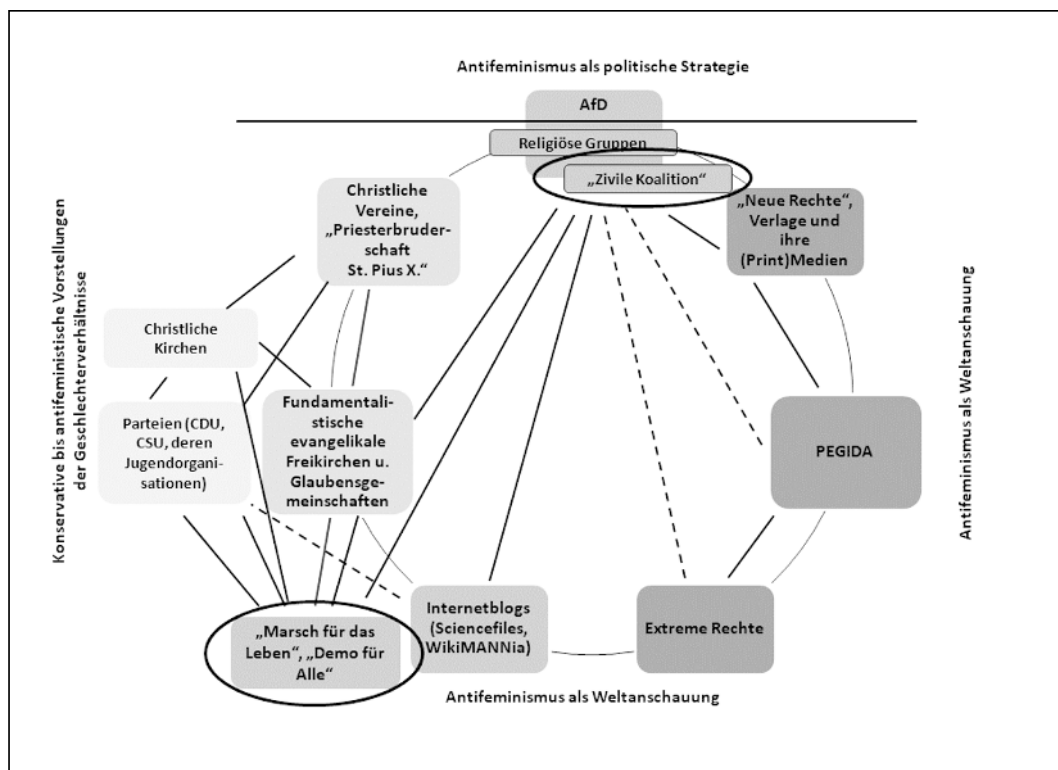 Antifeminismus als politische Strategie
AfD
Religiöse Gruppen
„Zivile Koalition“
Christliche
Vereine,
„Priesterbruder-
schaft
St. Pius X.“
„Neue Rechte“,
Verlage und
ihre
(Print)Medien
Konservative bis antifeministische Vorstellungen
der Geschlechterverhältnisse
Christliche
Kirchen
Antifeminismus als Weltanschauung
Parteien (CDU,
CSU, deren
Jugendorgani-
sationen)
Fundamentali-
stische
evangelikale
Freikirchen u.
Glaubensge-
meinschaften
PEGIDA
„Marsch für das
Leben“, „Demo für
Alle“
Internetblogs
(Sciencefiles,
WikiMANNia)
Extreme Rechte
Antifeminismus als Weltanschauung